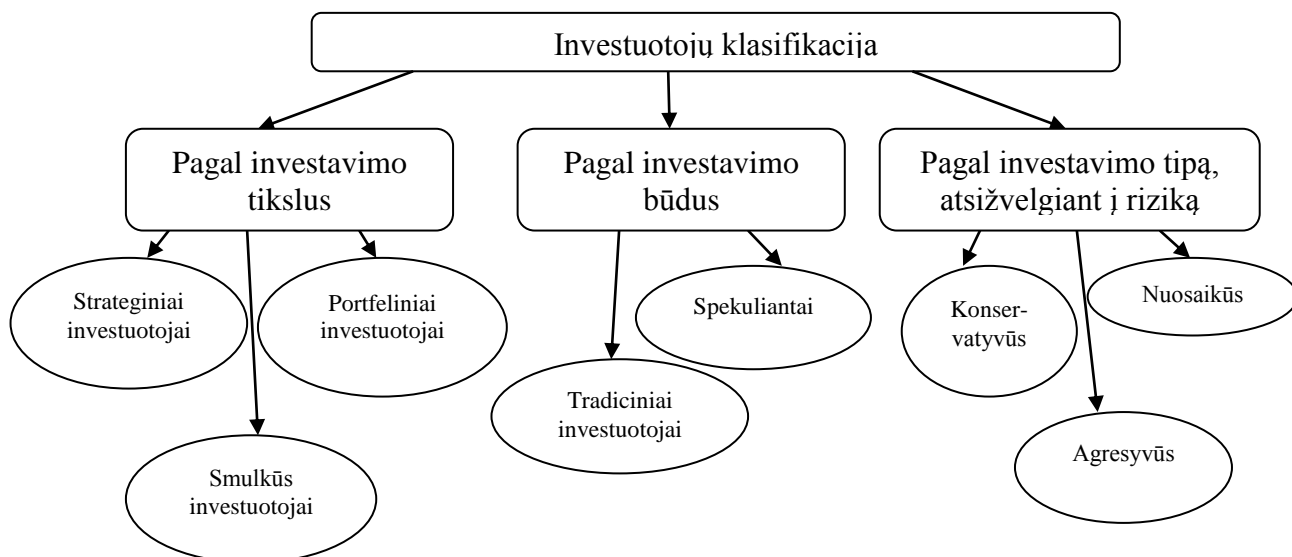 Investuotojų klasifikacija
Pagal investavimo
tikslus
Pagal investavimo
būdus
Pagal investavimo tipą,
atsižvelgiant į riziką
Strateginiai
investuotojai
Portfeliniai
investuotojai
Spekuliantai
Konser-
vatyvūs
Nuosaikūs
Tradiciniai
investuotojai
Smulkūs
investuotojai
Agresyvūs